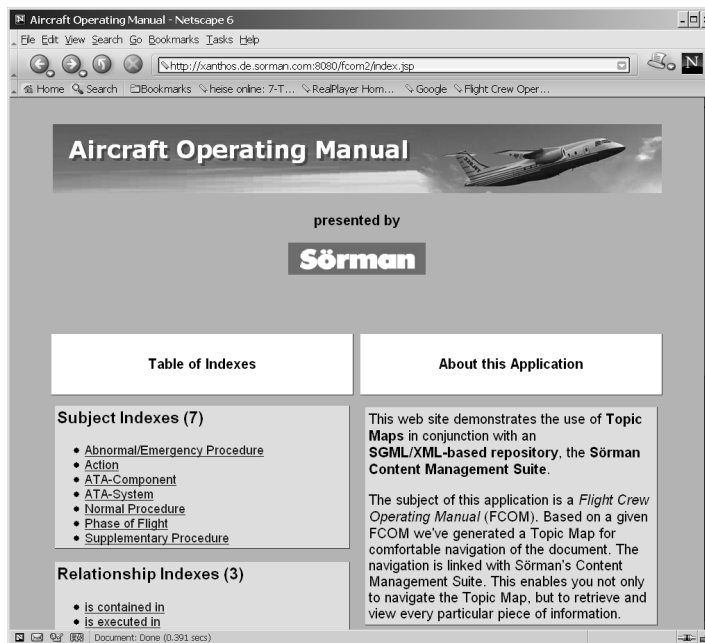 Aircraft Operating Manual - Netscape 6
File Edit View Search Go Bookmarks Tasks Help
http://xanthos.de.sorman.com:8080/fcom2/index.jsp
N
Home Search Bookmarks heise online: 7-T... RealPlayer Hom... Google Flight Crew Oper...
Aircraft Operating Manual
presented by
Sörman
Table of Indexes
About this Application
Subject Indexes (7)
Abnormal/Emergency Procedure
Action
ATA-Component
ATA-System
Normal Procedure
Phase of Flight
Supplementary Procedure
Relationship Indexes (3)
is contained in
is executed in
This web site demonstrates the use of Topic
Maps in conjunction with an
SGML/XML-based repository, the Sörman
Content Management Suite.
The subject of this application is a Flight Crew
Operating Manual (FCOM). Based on a given
FCOM we've generated a Topic Map for
comfortable navigation of the document. The
navigation is linked with Sörman's Content
Management Suite. This enables you not only
to navigate the Topic Map, but to retrieve and
view every particular piece of information.
Document: Done (0.391 secs)